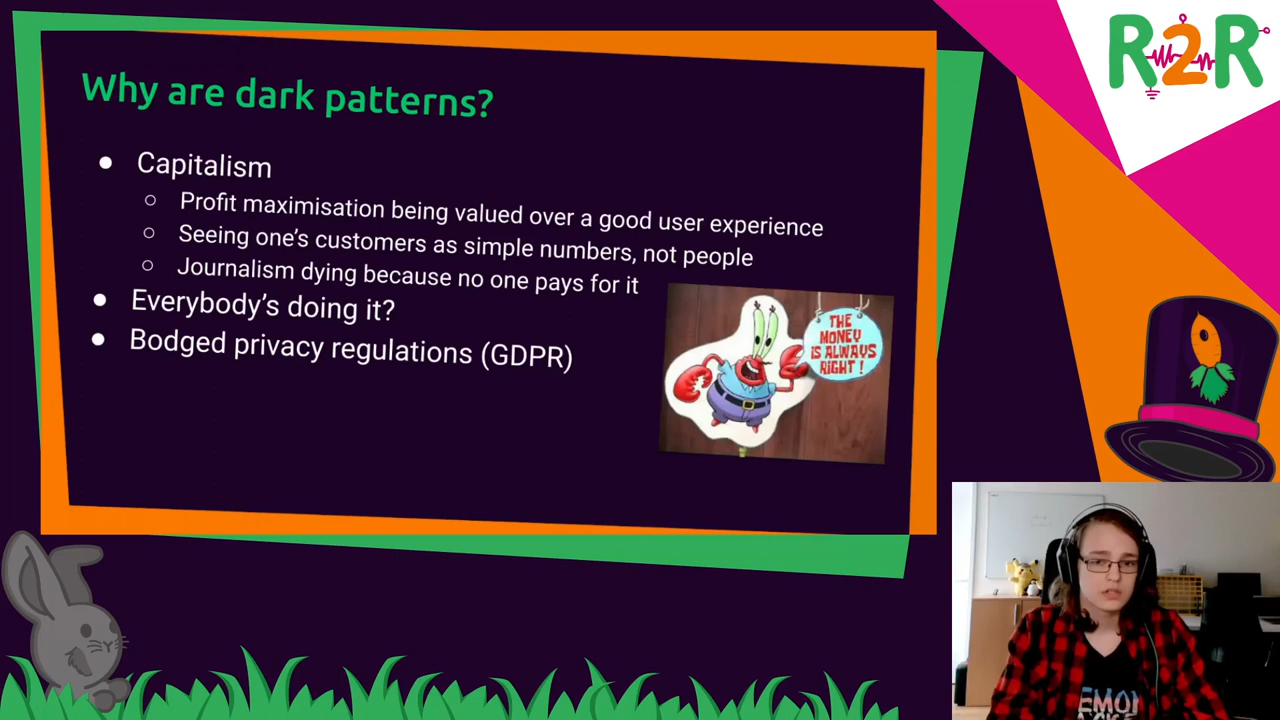 Why are dark patterns?
R2R
● Capitalism
○ Profit maximisation being valued over a good user experience
○ Seeing one's customers as simple numbers, not people
○ Journalism dying because no one pays for it
● Everybody's doing it?
● Bodged privacy regulations (GDPR)
THE
MONEY
IS ALWAYS
RIGHT!